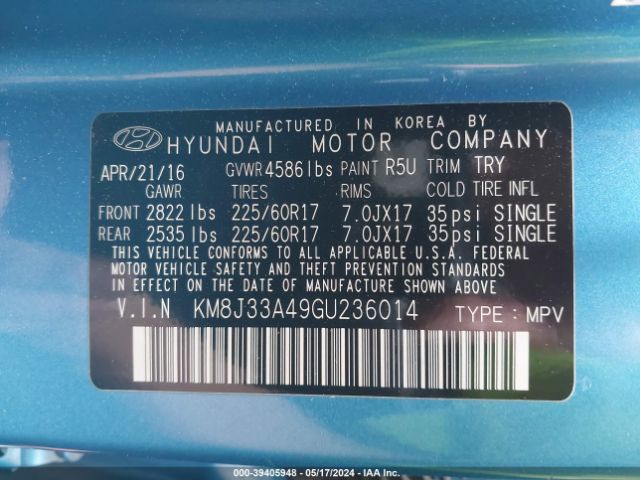 MANUFACTURED IN KOREA BY
HYUNDAI MOTOR COMPANY
APR/21/16 GVWR 4586lbs PAINT R5U TRIM TRY
GAWR TIRES RIMS COLD TIRE INFL
FRONT 2822 lbs 225/60R17 7.0JX17 35psi SINGLE
REAR 2535 lbs 225/60R17 7.0JX17 35psi SINGLE
THIS VEHICLE CONFORMS TO ALL APPLICABLE U.S.A. FEDERAL
MOTOR VEHICLE SAFETY, BUMPER, AND THEFT PREVENTION STANDARDS
IN EFFECT ON THE DATE OF MANUFACTURE SHOWN ABOVE
V.I.N KM8J33A49GU236014 TYPE : MPV
000-39405948 - 05/17/2024 - IAA, Inc.